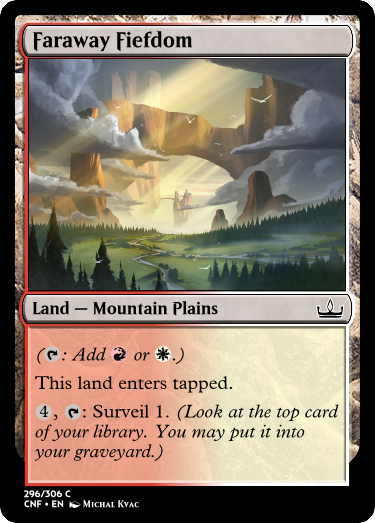 Faraway Fiefdom
Land — Mountain Plains
(: Add or .)
This land enters tapped.
4, : Surveil 1. (Look at the top card
of your library. You may put it into
your graveyard.)
296/306 C
CNF • EN Michal Kvac